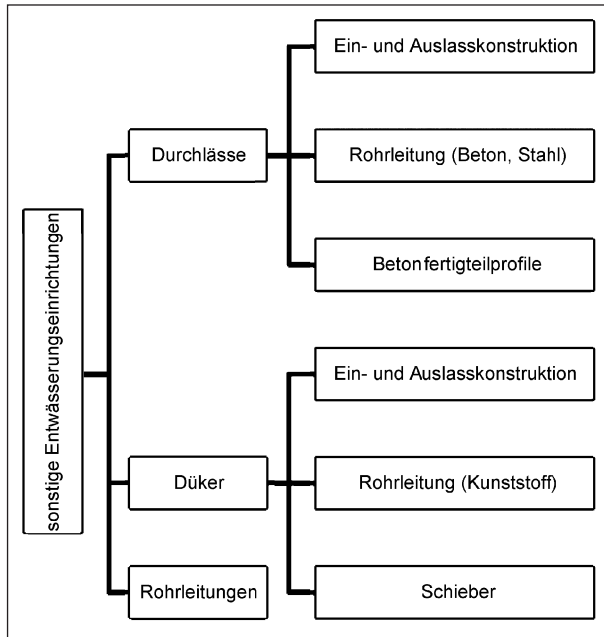 sonstige Entwässerungseinrichtungen
Durchlässe
Ein- und Auslasskonstruktion
Rohrleitung (Beton, Stahl)
Betonfertigteilprofile
Düker
Ein- und Auslasskonstruktion
Rohrleitung (Kunststoff)
Schieber
Rohrleitungen